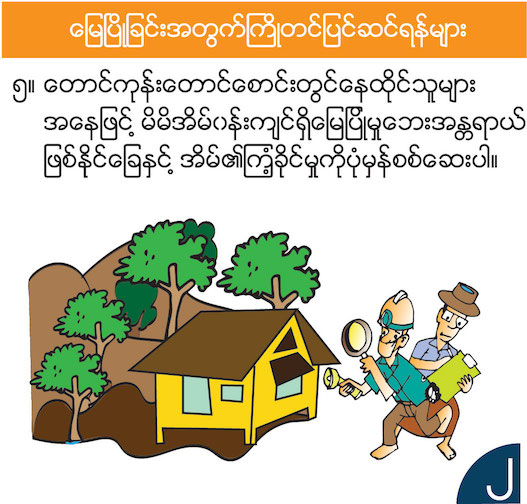 မြေပြိုခြင်းအတွက်ကြိုတင်ပြင်ဆင်ရန်များ
၅။ တောင်ကုန်းတောင်စောင်းတွင်နေထိုင်သူများ
အနေဖြင့် မိမိအိမ်ဝန်းကျင်ရှိမြေပြိုမှုဘေးအန္တရာယ်
ဖြစ်နိုင်ခြေနှင့် အိမ်၏ကြံ့ခိုင်မှုကိုပုံမှန်စစ်ဆေးပါ။
၂